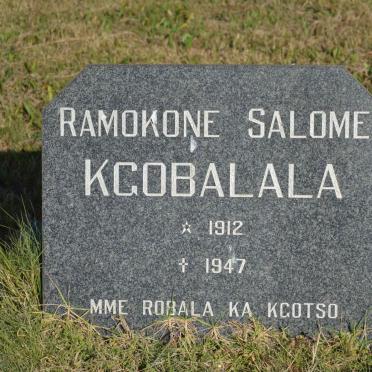 RAMOKONE SALOME
KGOBALALA
☆ 1912
✝ 1947
MME ROBALA KA KGOTSO